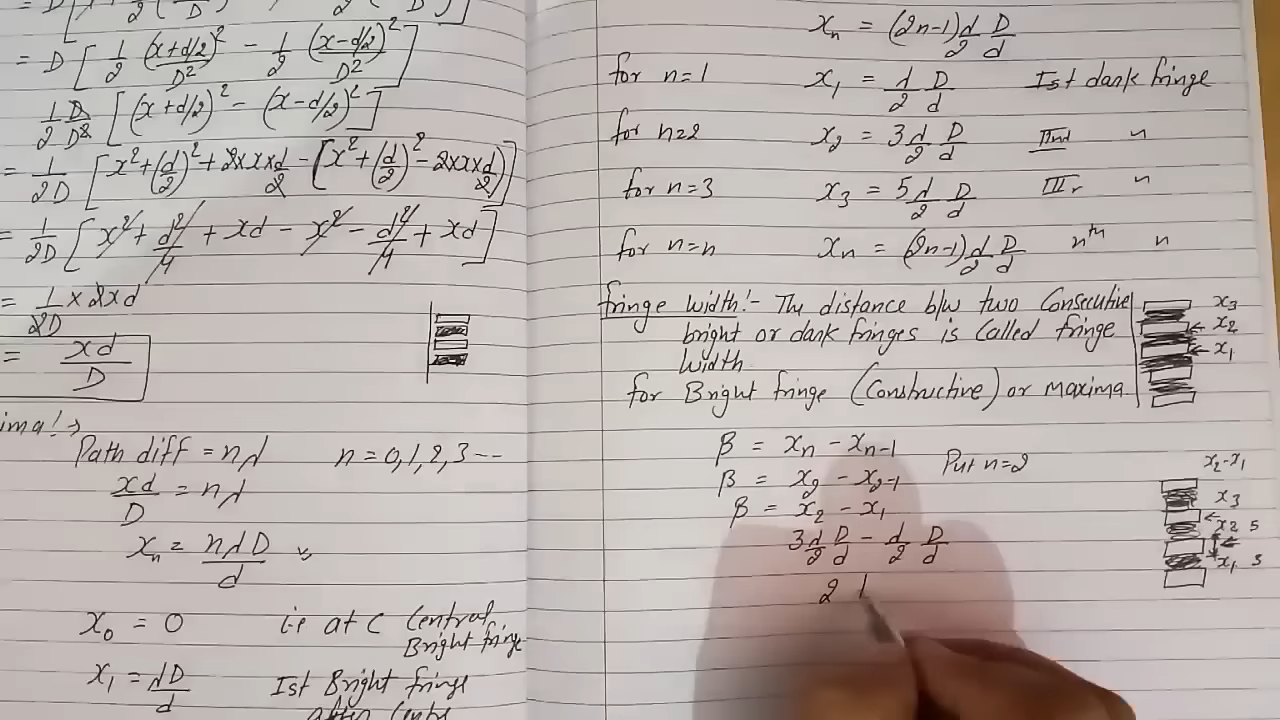 = D [ 1/2 (x+d/2)²/D² - 1/2 (x-d/2)²/D² ]
1/2 D/D² [ (x+d/2)² - (x-d/2)² ]
= 1/2D [ x²+(d/2)²+2×x×d/2 - [x²+(d/2)²-2×x×d/2] ]
= 1/2D [ x²+d²/4 + xd - x² - d²/4 + xd ]
= 1/2D × 2xd
= xd/D
ima!→
Path diff = nλ n = 0,1,2,3 --
xd/D = nλ
xₙ = nλD/d
x₀ = 0 i.e at C Central
Bright fringe
x₁ = λD/d Ist Bright fringe
after Centre
xₙ = (2n-1)λ/2 D/d
for n=1 x₁ = λ/2 D/d Ist dark fringe
for n=2 x₂ = 3λ/2 D/d IInd "
for n=3 x₃ = 5λ/2 D/d IIIr "
for n=n xₙ = (2n-1)λ/2 D/d nth "
fringe width!- The distance b/w two Consecutive
bright or dark fringes is Called fringe
width
for Bright fringe (Constructive) or maxima
x₃
x₂
x₁
β = xₙ - xₙ₋₁ Put n=2
β = x₂ - x₂₋₁
β = x₂ - x₁
3λ/2 D/d - λ/2 D/d
2
x₂-x₁
x₃
x₂ 5
x₁ 3